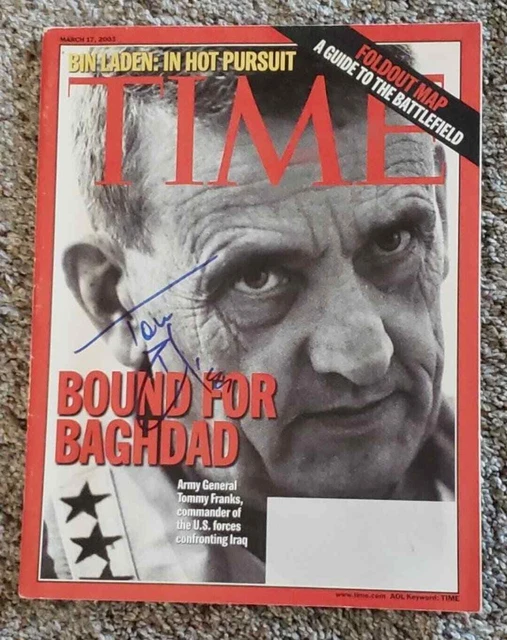 MARCH 17, 2003
BIN LADEN: IN HOT PURSUIT
FOLDOUT MAP
A GUIDE TO THE BATTLEFIELD
TIME
BOUND FOR
BAGHDAD
Army General
Tommy Franks,
commander of
the U.S. forces
confronting Iraq
www.time.com AOL Keyword: TIME